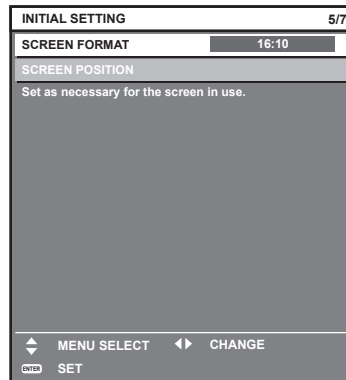 INITIAL SETTING 5/7
SCREEN FORMAT 16:10
SCREEN POSITION
Set as necessary for the screen in use.
MENU SELECT CHANGE
ENTER SET